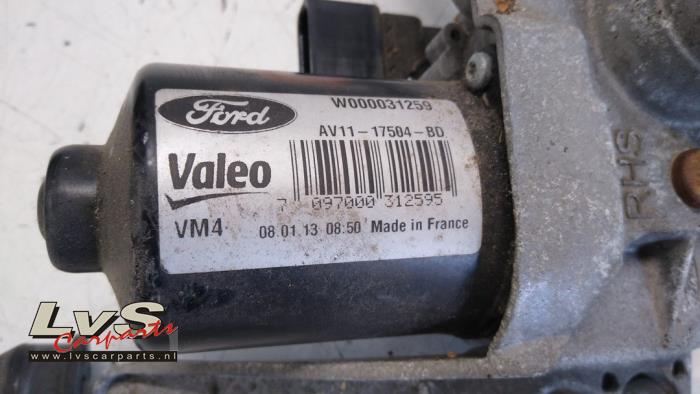 Ford
W000031259
AV11-17504-BD
Valeo
7 097000 312595
VM4 08.01.13 08:50 Made in France
RHS
LvS
Carparts
www.lvscarparts.nl